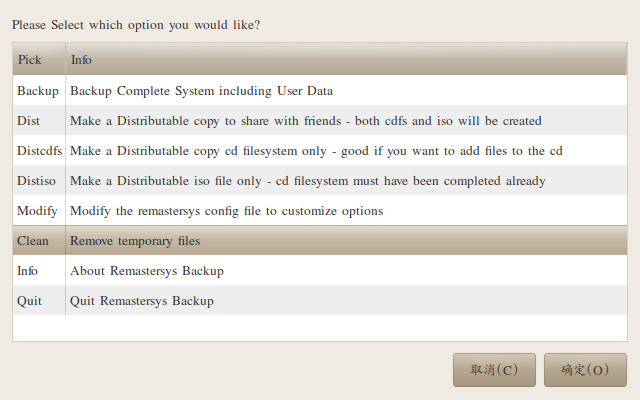 Please Select which option you would like?
Pick Info
Backup Backup Complete System including User Data
Dist Make a Distributable copy to share with friends - both cdfs and iso will be created
Distcdfs Make a Distributable copy cd filesystem only - good if you want to add files to the cd
Distiso Make a Distributable iso file only - cd filesystem must have been completed already
Modify Modify the remastersys config file to customize options
Clean Remove temporary files
Info About Remastersys Backup
Quit Quit Remastersys Backup
取消(C) 确定(O)